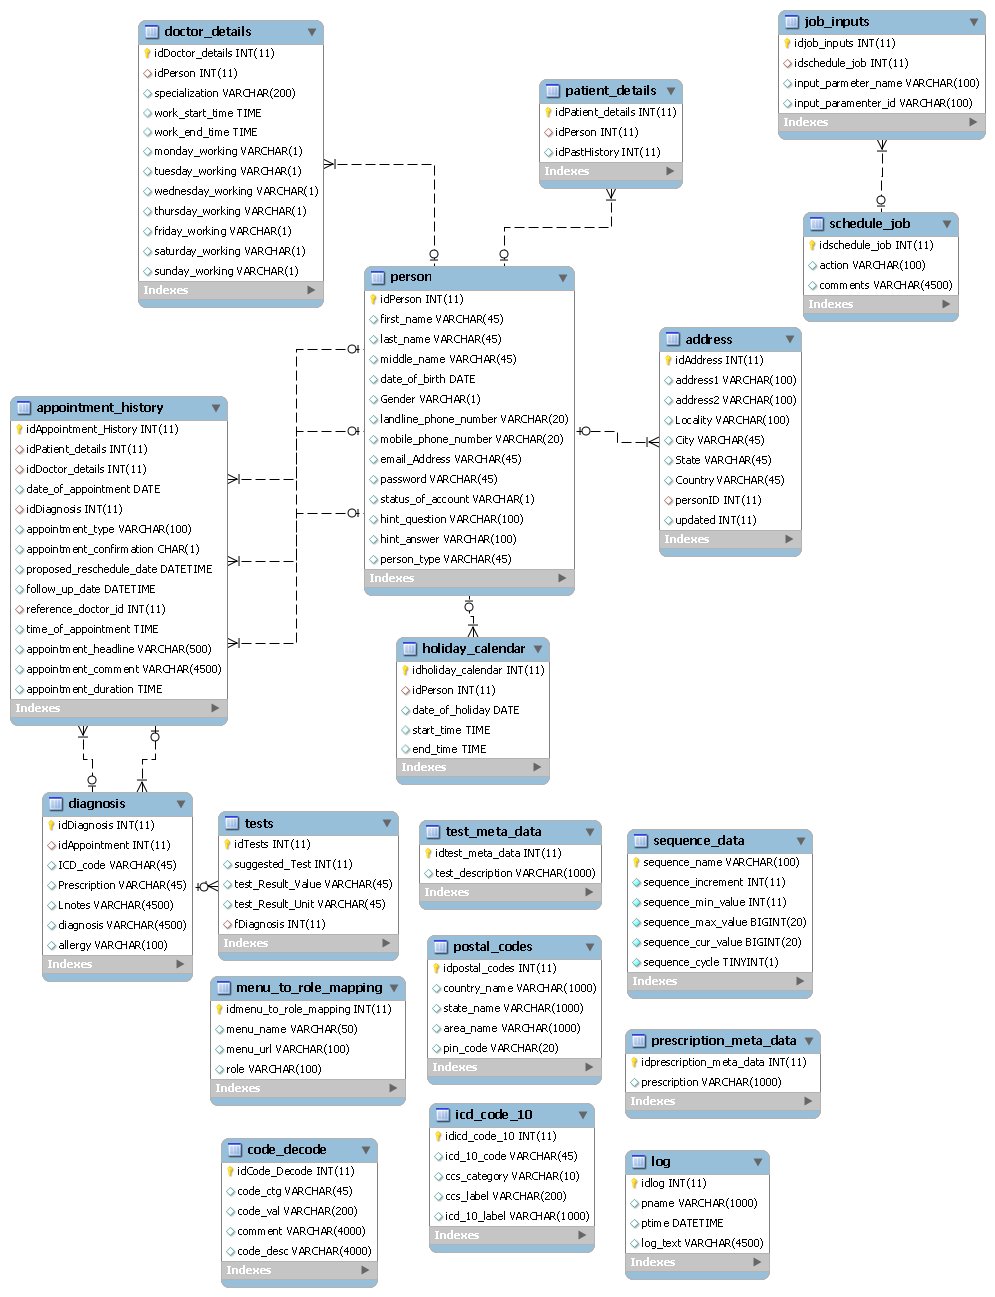 doctor_details
idDoctor_details INT(11)
idPerson INT(11)
specialization VARCHAR(200)
work_start_time TIME
work_end_time TIME
monday_working VARCHAR(1)
tuesday_working VARCHAR(1)
wednesday_working VARCHAR(1)
thursday_working VARCHAR(1)
friday_working VARCHAR(1)
saturday_working VARCHAR(1)
sunday_working VARCHAR(1)
Indexes
patient_details
idPatient_details INT(11)
idPerson INT(11)
idPastHistory INT(11)
Indexes
job_inputs
idjob_inputs INT(11)
idschedule_job INT(11)
input_parmeter_name VARCHAR(100)
input_paramenter_id VARCHAR(100)
Indexes
schedule_job
idschedule_job INT(11)
action VARCHAR(100)
comments VARCHAR(4500)
Indexes
person
idPerson INT(11)
first_name VARCHAR(45)
last_name VARCHAR(45)
middle_name VARCHAR(45)
date_of_birth DATE
Gender VARCHAR(1)
landline_phone_number VARCHAR(20)
mobile_phone_number VARCHAR(20)
email_Address VARCHAR(45)
password VARCHAR(45)
status_of_account VARCHAR(1)
hint_question VARCHAR(100)
hint_answer VARCHAR(100)
person_type VARCHAR(45)
Indexes
address
idAddress INT(11)
address1 VARCHAR(100)
address2 VARCHAR(100)
Locality VARCHAR(100)
City VARCHAR(45)
State VARCHAR(45)
Country VARCHAR(45)
personID INT(11)
updated INT(11)
Indexes
appointment_history
idAppointment_History INT(11)
idPatient_details INT(11)
idDoctor_details INT(11)
date_of_appointment DATE
idDiagnosis INT(11)
appointment_type VARCHAR(100)
appointment_confirmation CHAR(1)
proposed_reschedule_date DATETIME
follow_up_date DATETIME
reference_doctor_id INT(11)
time_of_appointment TIME
appointment_headline VARCHAR(500)
appointment_comment VARCHAR(4500)
appointment_duration TIME
Indexes
holiday_calendar
idholiday_calendar INT(11)
idPerson INT(11)
date_of_holiday DATE
start_time TIME
end_time TIME
Indexes
diagnosis
idDiagnosis INT(11)
idAppointment INT(11)
ICD_code VARCHAR(45)
Prescription VARCHAR(45)
Lnotes VARCHAR(4500)
diagnosis VARCHAR(4500)
allergy VARCHAR(100)
Indexes
tests
idTests INT(11)
suggested_Test INT(11)
test_Result_Value VARCHAR(45)
test_Result_Unit VARCHAR(45)
fDiagnosis INT(11)
Indexes
test_meta_data
idtest_meta_data INT(11)
test_description VARCHAR(1000)
Indexes
sequence_data
sequence_name VARCHAR(100)
sequence_increment INT(11)
sequence_min_value INT(11)
sequence_max_value BIGINT(20)
sequence_cur_value BIGINT(20)
sequence_cycle TINYINT(1)
Indexes
menu_to_role_mapping
idmenu_to_role_mapping INT(11)
menu_name VARCHAR(50)
menu_url VARCHAR(100)
role VARCHAR(100)
Indexes
postal_codes
idpostal_codes INT(11)
country_name VARCHAR(1000)
state_name VARCHAR(1000)
area_name VARCHAR(1000)
pin_code VARCHAR(20)
Indexes
prescription_meta_data
idprescription_meta_data INT(11)
prescription VARCHAR(1000)
Indexes
code_decode
idCode_Decode INT(11)
code_ctg VARCHAR(45)
code_val VARCHAR(200)
comment VARCHAR(4000)
code_desc VARCHAR(4000)
Indexes
icd_code_10
idicd_code_10 INT(11)
icd_10_code VARCHAR(45)
ccs_category VARCHAR(10)
ccs_label VARCHAR(200)
icd_10_label VARCHAR(1000)
Indexes
log
idlog INT(11)
pname VARCHAR(1000)
ptime DATETIME
log_text VARCHAR(4500)
Indexes